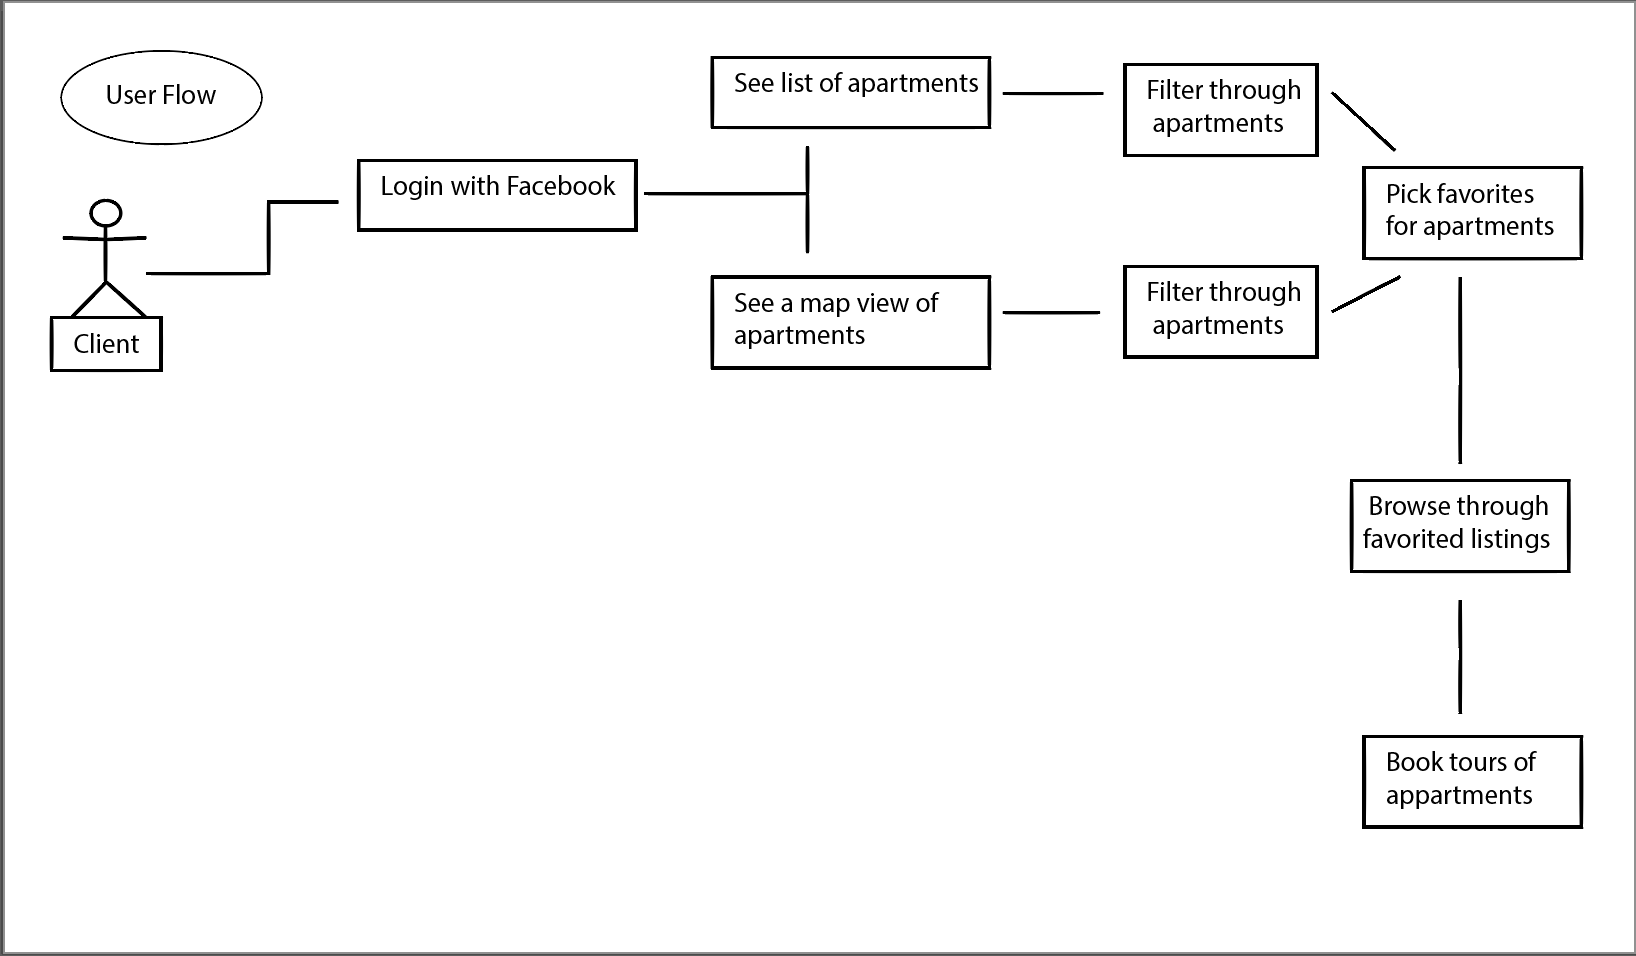 User Flow
Client
Login with Facebook
See list of apartments
See a map view of
apartments
Filter through
apartments
Filter through
apartments
Pick favorites
for apartments
Browse through
favorited listings
Book tours of
appartments